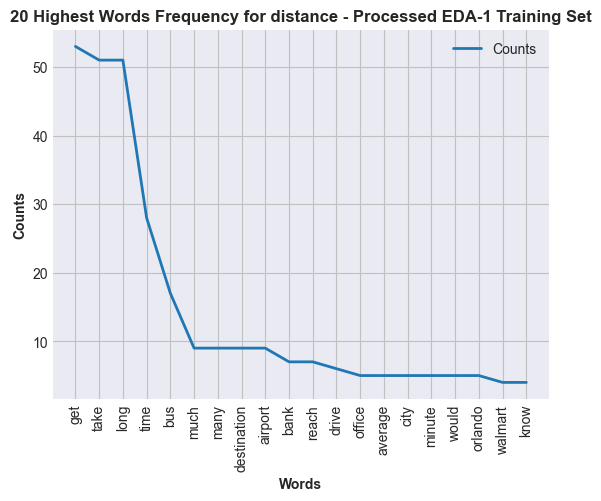 20 Highest Words Frequency for distance - Processed EDA-1 Training Set
Counts
50
40
30
20
10
Counts
get
take
long
time
bus
much
many
destination
airport
bank
reach
drive
office
average
city
minute
would
orlando
walmart
know
Words